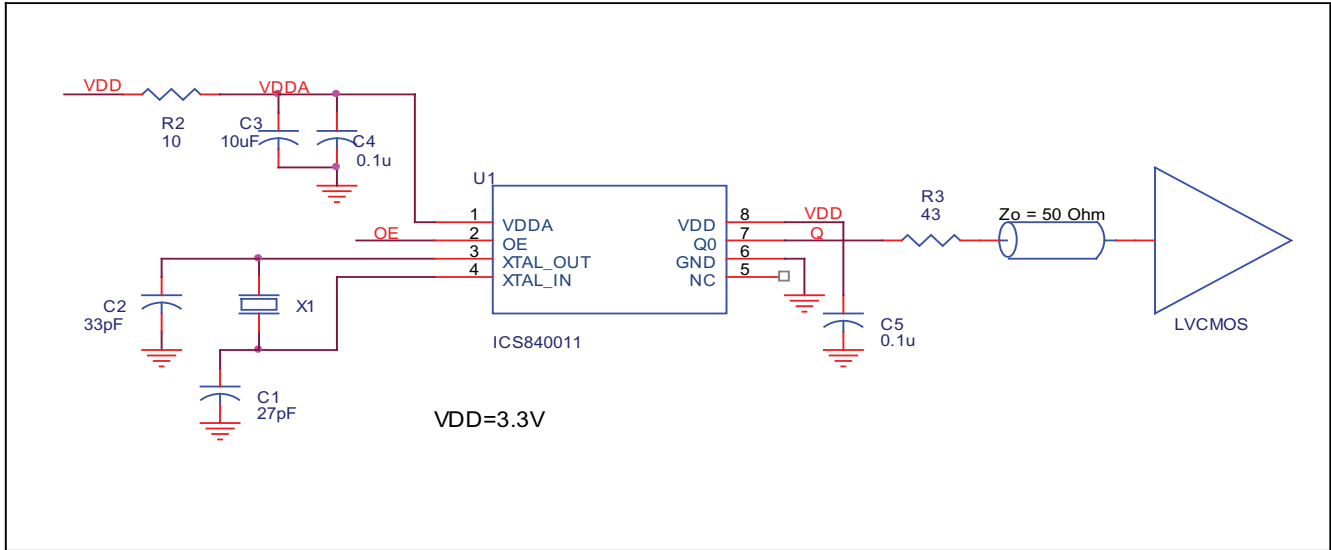 VDD
VDDA
R2
10
C3
10uF
C4
0.1u
U1
1
VDDA
2
OE
3
XTAL_OUT
4
XTAL_IN
VDD
8
Q0
7
GND
6
NC
5
ICS840011
OE
VDD
Q
R3
43
Zo = 50 Ohm
LVCMOS
C2
33pF
X1
C1
27pF
C5
0.1u
VDD=3.3V